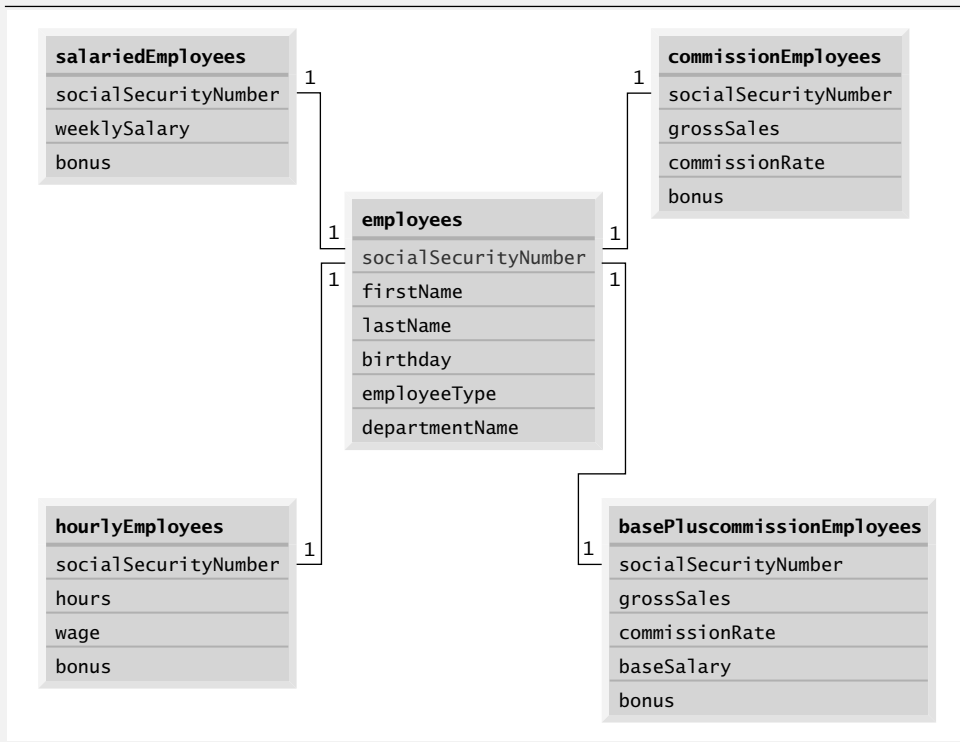 salariedEmployees
socialSecurityNumber
weeklySalary
bonus
1
commissionEmployees
socialSecurityNumber
grossSales
commissionRate
bonus
1
employees
socialSecurityNumber
firstName
lastName
birthday
employeeType
departmentName
1
1
1
1
hourlyEmployees
socialSecurityNumber
hours
wage
bonus
1
basePluscommissionEmployees
socialSecurityNumber
grossSales
commissionRate
baseSalary
bonus
1